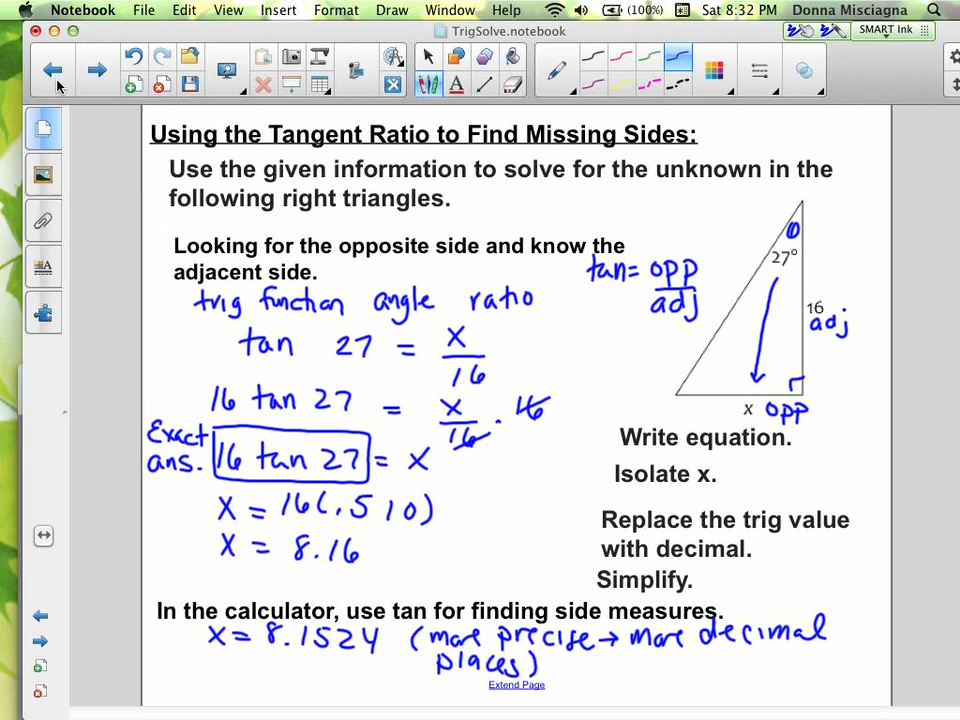 Notebook File Edit View Insert Format Draw Window Help (100%) Sat 8:32 PM Donna Misciagna
TrigSolve.notebook
SMART Ink
Using the Tangent Ratio to Find Missing Sides:
Use the given information to solve for the unknown in the
following right triangles.
Looking for the opposite side and know the
adjacent side.
tan = opp
adj
θ
27°
16
adj
x opp
trig function angle ratio
tan 27 = x
16
16 tan 27 = x
16 . 16
Exact
ans. 16 tan 27 = x
x = 16(.510)
x = 8.16
Write equation.
Isolate x.
Replace the trig value
with decimal.
Simplify.
In the calculator, use tan for finding side measures.
x = 8.1524 (more precise → more decimal
places)
Extend Page